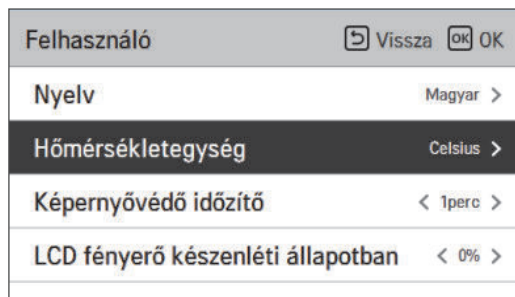 Felhasználó Vissza OK OK
Nyelv Magyar >
Hőmérsékletegység Celsius >
Képernyővédő időzítő < 1perc >
LCD fényerő készenléti állapotban < 0% >